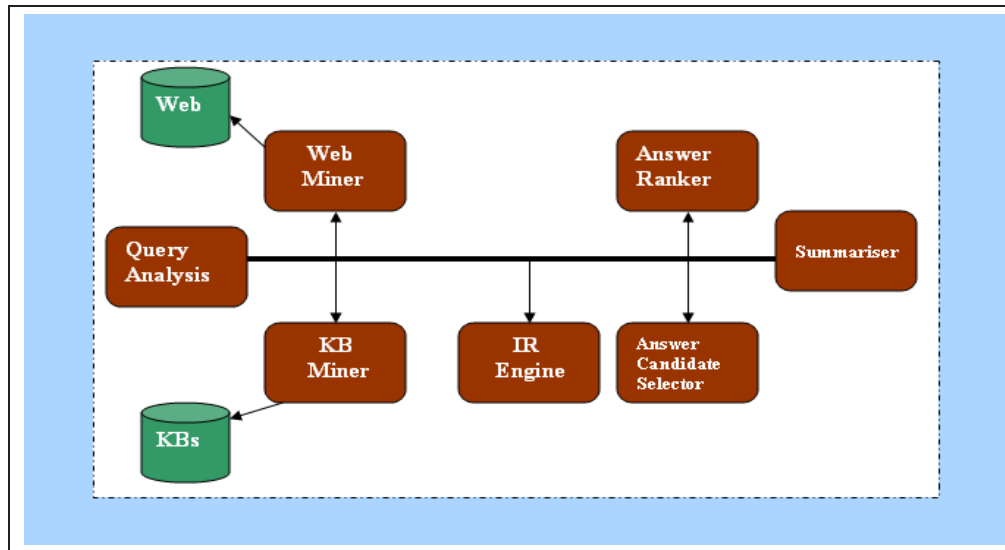 Web
Web
Miner
Answer
Ranker
Query
Analysis
Summariser
KB
Miner
IR
Engine
Answer
Candidate
Selector
KBs